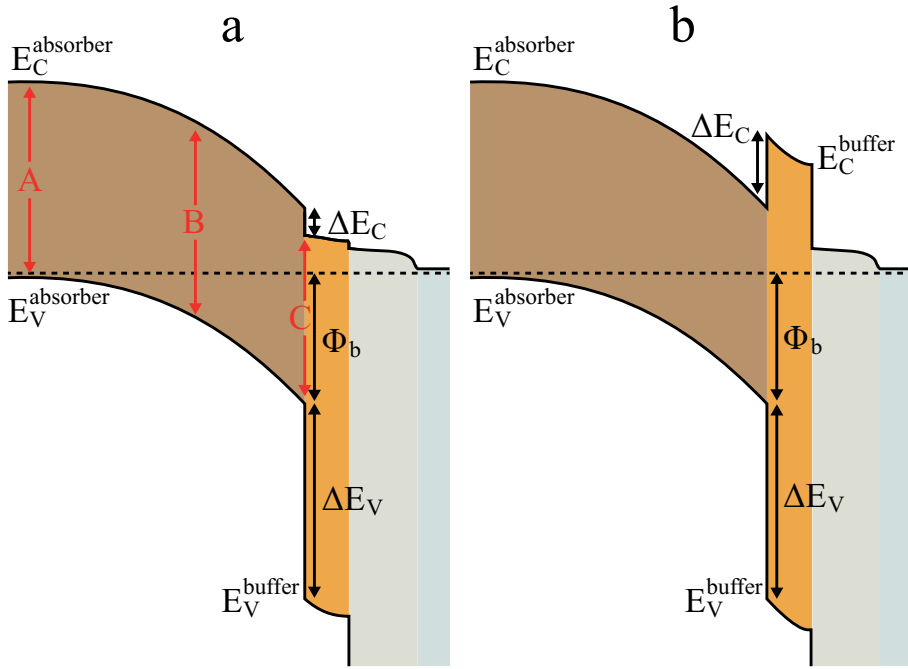 a
b
E_C^absorber
E_C^absorber
ΔE_C
E_C^buffer
A
B
ΔE_C
E_V^absorber
E_V^absorber
C
Φ_b
Φ_b
ΔE_V
ΔE_V
E_V^buffer
E_V^buffer